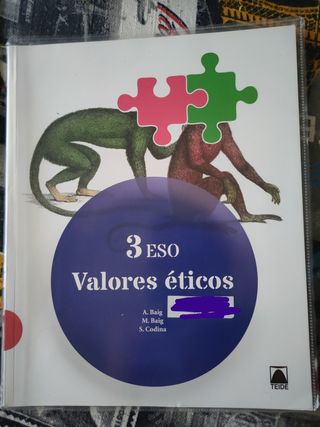 3 ESO
Valores éticos
A. Baig
M. Baig
S. Codina
TEIDE